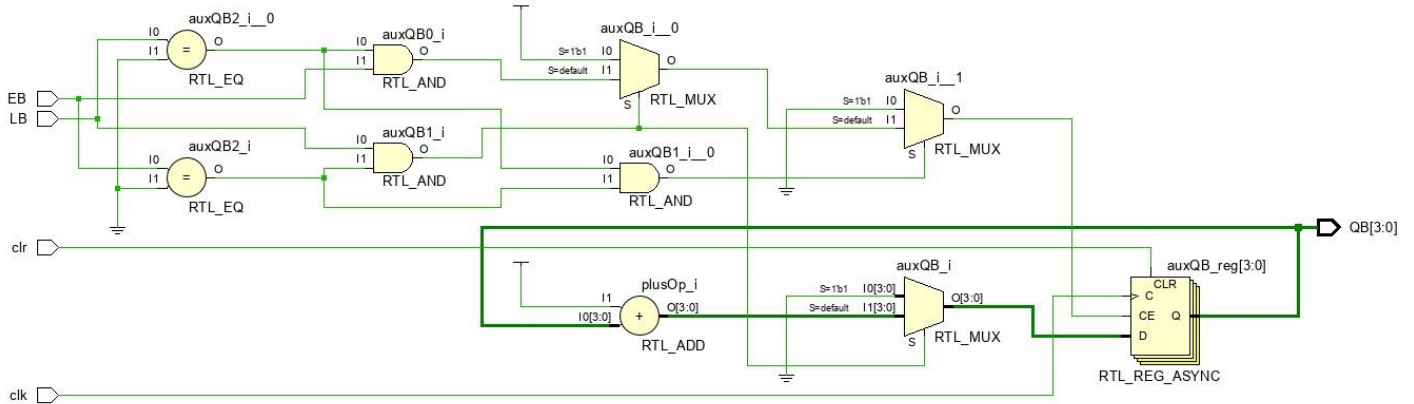 auxQB2_i__0
I0
I1
=
O
RTL_EQ
auxQB0_i
I0
I1
O
RTL_AND
auxQB_i__0
S=1'b1
I0
S=default
I1
O
S
RTL_MUX
auxQB_i__1
S=1'b1
I0
S=default
I1
O
S
RTL_MUX
EB
LB
auxQB2_i
I0
I1
=
O
RTL_EQ
auxQB1_i
I0
I1
O
RTL_AND
auxQB1_i__0
I0
I1
O
RTL_AND
clr
QB[3:0]
plusOp_i
I1
I0[3:0]
+
O[3:0]
RTL_ADD
auxQB_i
S=1'b1
I0[3:0]
S=default
I1[3:0]
O[3:0]
S
RTL_MUX
auxQB_reg[3:0]
CLR
C
CE
Q
D
RTL_REG_ASYNC
clk